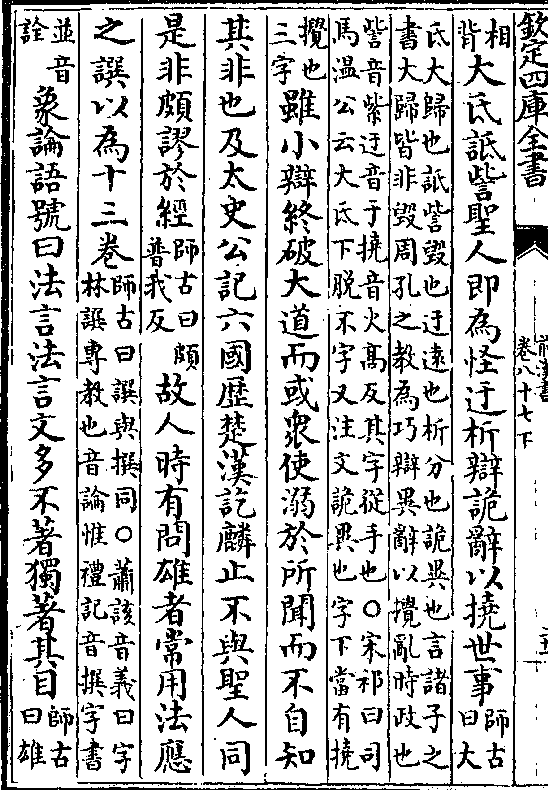 欽定四庫全書
前漢書
卷八十七下
相
背
大氐詆訾聖人即為怪迂析辯詭辭以撓世事
師古
曰大
氐大歸也詆訾毀也迂遠也析分也詭異也言諸子之
書大歸皆非毀周孔之教為巧辯異辭以攪亂時政也
訾音紫迂音于撓音火高反其字從手也○宋祁曰司
馬温公云大氐下脱不字又注文詭異也字下當有撓
攪也
三字
雖小辯終破大道而或衆使溺於所聞而不自知
其非也及太史公記六國歴楚漢訖麟止不與聖人同
是非頗謬於經
師古曰頗
普我反
故人時有問雄者常用法應
之譔以為十三卷
師古曰譔與撰同○蕭該音義曰字
林譔專教也音論惟禮記音撰字書
並音
詮
象論語號曰法言法言文多不著獨著其目
師古
曰雄